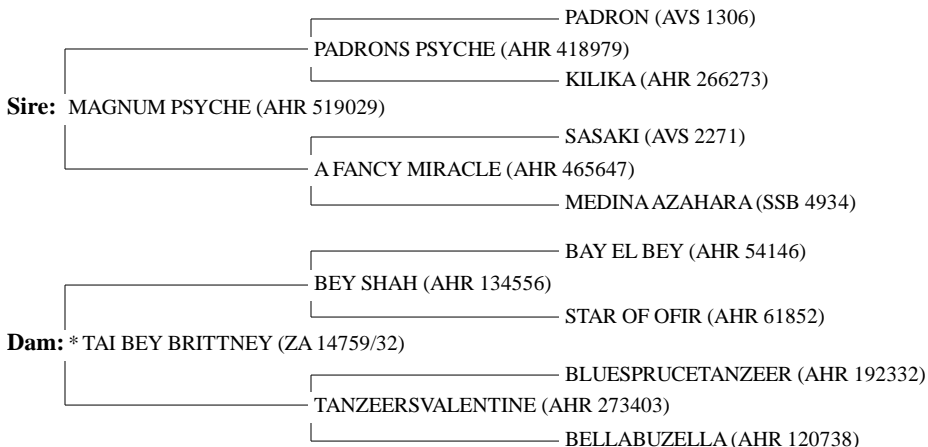 PADRON (AVS 1306)
PADRONS PSYCHE (AHR 418979)
KILIKA (AHR 266273)
Sire: MAGNUM PSYCHE (AHR 519029)
SASAKI (AVS 2271)
A FANCY MIRACLE (AHR 465647)
MEDINA AZAHARA (SSB 4934)
BAY EL BEY (AHR 54146)
BEY SHAH (AHR 134556)
STAR OF OFIR (AHR 61852)
Dam: * TAI BEY BRITTNEY (ZA 14759/32)
BLUESPRUCETANZEER (AHR 192332)
TANZEERSVALENTINE (AHR 273403)
BELLABUZELLA (AHR 120738)